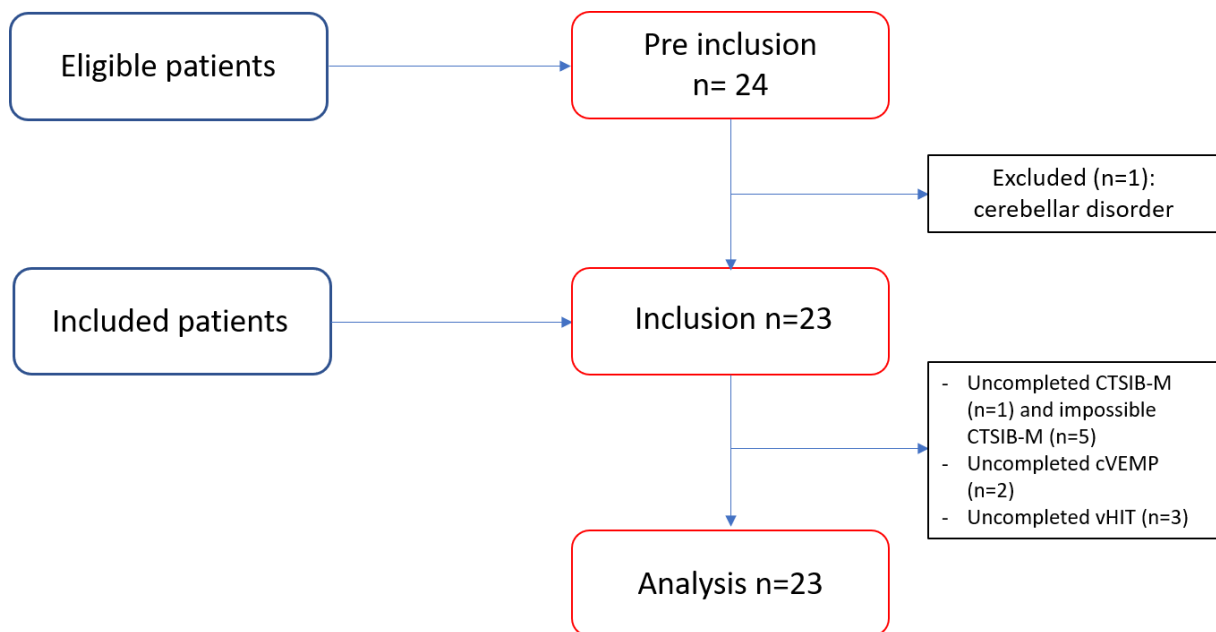 Eligible patients
Pre inclusion
n= 24
Excluded (n=1):
cerebellar disorder
Included patients
Inclusion n=23
- Uncompleted CTSIB-M
(n=1) and impossible
CTSIB-M (n=5)
- Uncompleted cVEMP
(n=2)
- Uncompleted vHIT (n=3)
Analysis n=23